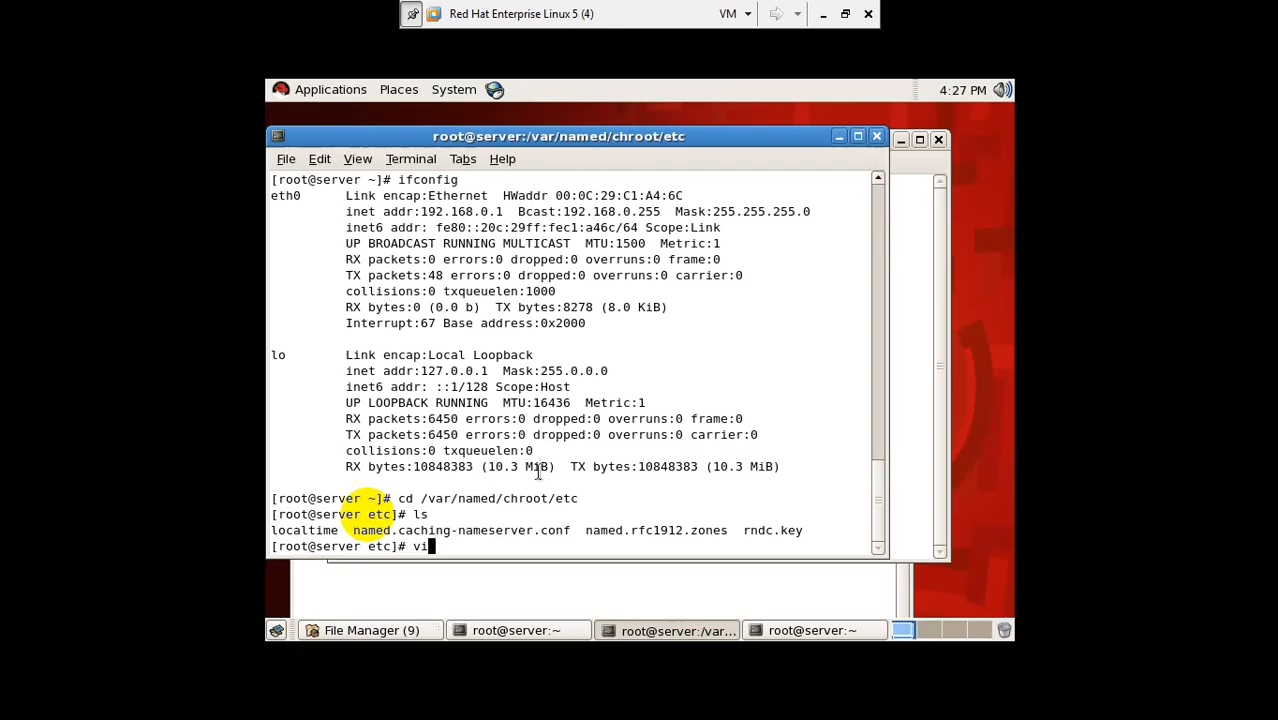 Red Hat Enterprise Linux 5 (4) VM
Applications Places System 4:27 PM
root@server:/var/named/chroot/etc
File Edit View Terminal Tabs Help
[root@server ~]# ifconfig
eth0 Link encap:Ethernet HWaddr 00:0C:29:C1:A4:6C
inet addr:192.168.0.1 Bcast:192.168.0.255 Mask:255.255.255.0
inet6 addr: fe80::20c:29ff:fec1:a46c/64 Scope:Link
UP BROADCAST RUNNING MULTICAST MTU:1500 Metric:1
RX packets:0 errors:0 dropped:0 overruns:0 frame:0
TX packets:48 errors:0 dropped:0 overruns:0 carrier:0
collisions:0 txqueuelen:1000
RX bytes:0 (0.0 b) TX bytes:8278 (8.0 KiB)
Interrupt:67 Base address:0x2000
lo Link encap:Local Loopback
inet addr:127.0.0.1 Mask:255.0.0.0
inet6 addr: ::1/128 Scope:Host
UP LOOPBACK RUNNING MTU:16436 Metric:1
RX packets:6450 errors:0 dropped:0 overruns:0 frame:0
TX packets:6450 errors:0 dropped:0 overruns:0 carrier:0
collisions:0 txqueuelen:0
RX bytes:10848383 (10.3 MiB) TX bytes:10848383 (10.3 MiB)
[root@server ~]# cd /var/named/chroot/etc
[root@server etc]# ls
localtime named.caching-nameserver.conf named.rfc1912.zones rndc.key
[root@server etc]# vi
File Manager (9) root@server:~ root@server:/var... root@server:~